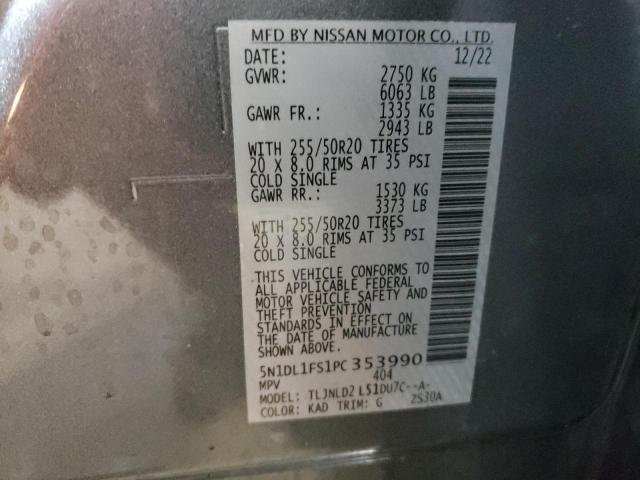 MFD BY NISSAN MOTOR CO., LTD.
DATE: 12/22
GVWR: 2750 KG
6063 LB
GAWR FR.: 1335 KG
2943 LB
WITH 255/50R20 TIRES
20 X 8.0 RIMS AT 35 PSI
COLD SINGLE
GAWR RR.: 1530 KG
3373 LB
WITH 255/50R20 TIRES
20 X 8.0 RIMS AT 35 PSI
COLD SINGLE
THIS VEHICLE CONFORMS TO
ALL APPLICABLE FEDERAL
MOTOR VEHICLE SAFETY AND
THEFT PREVENTION
STANDARDS IN EFFECT ON
THE DATE OF MANUFACTURE
SHOWN ABOVE.
5N1DL1FS1PC353990
MPV 404
MODEL: TLJNLD2 LS1DU7C--A-
COLOR: KAD TRIM: G ZS30A